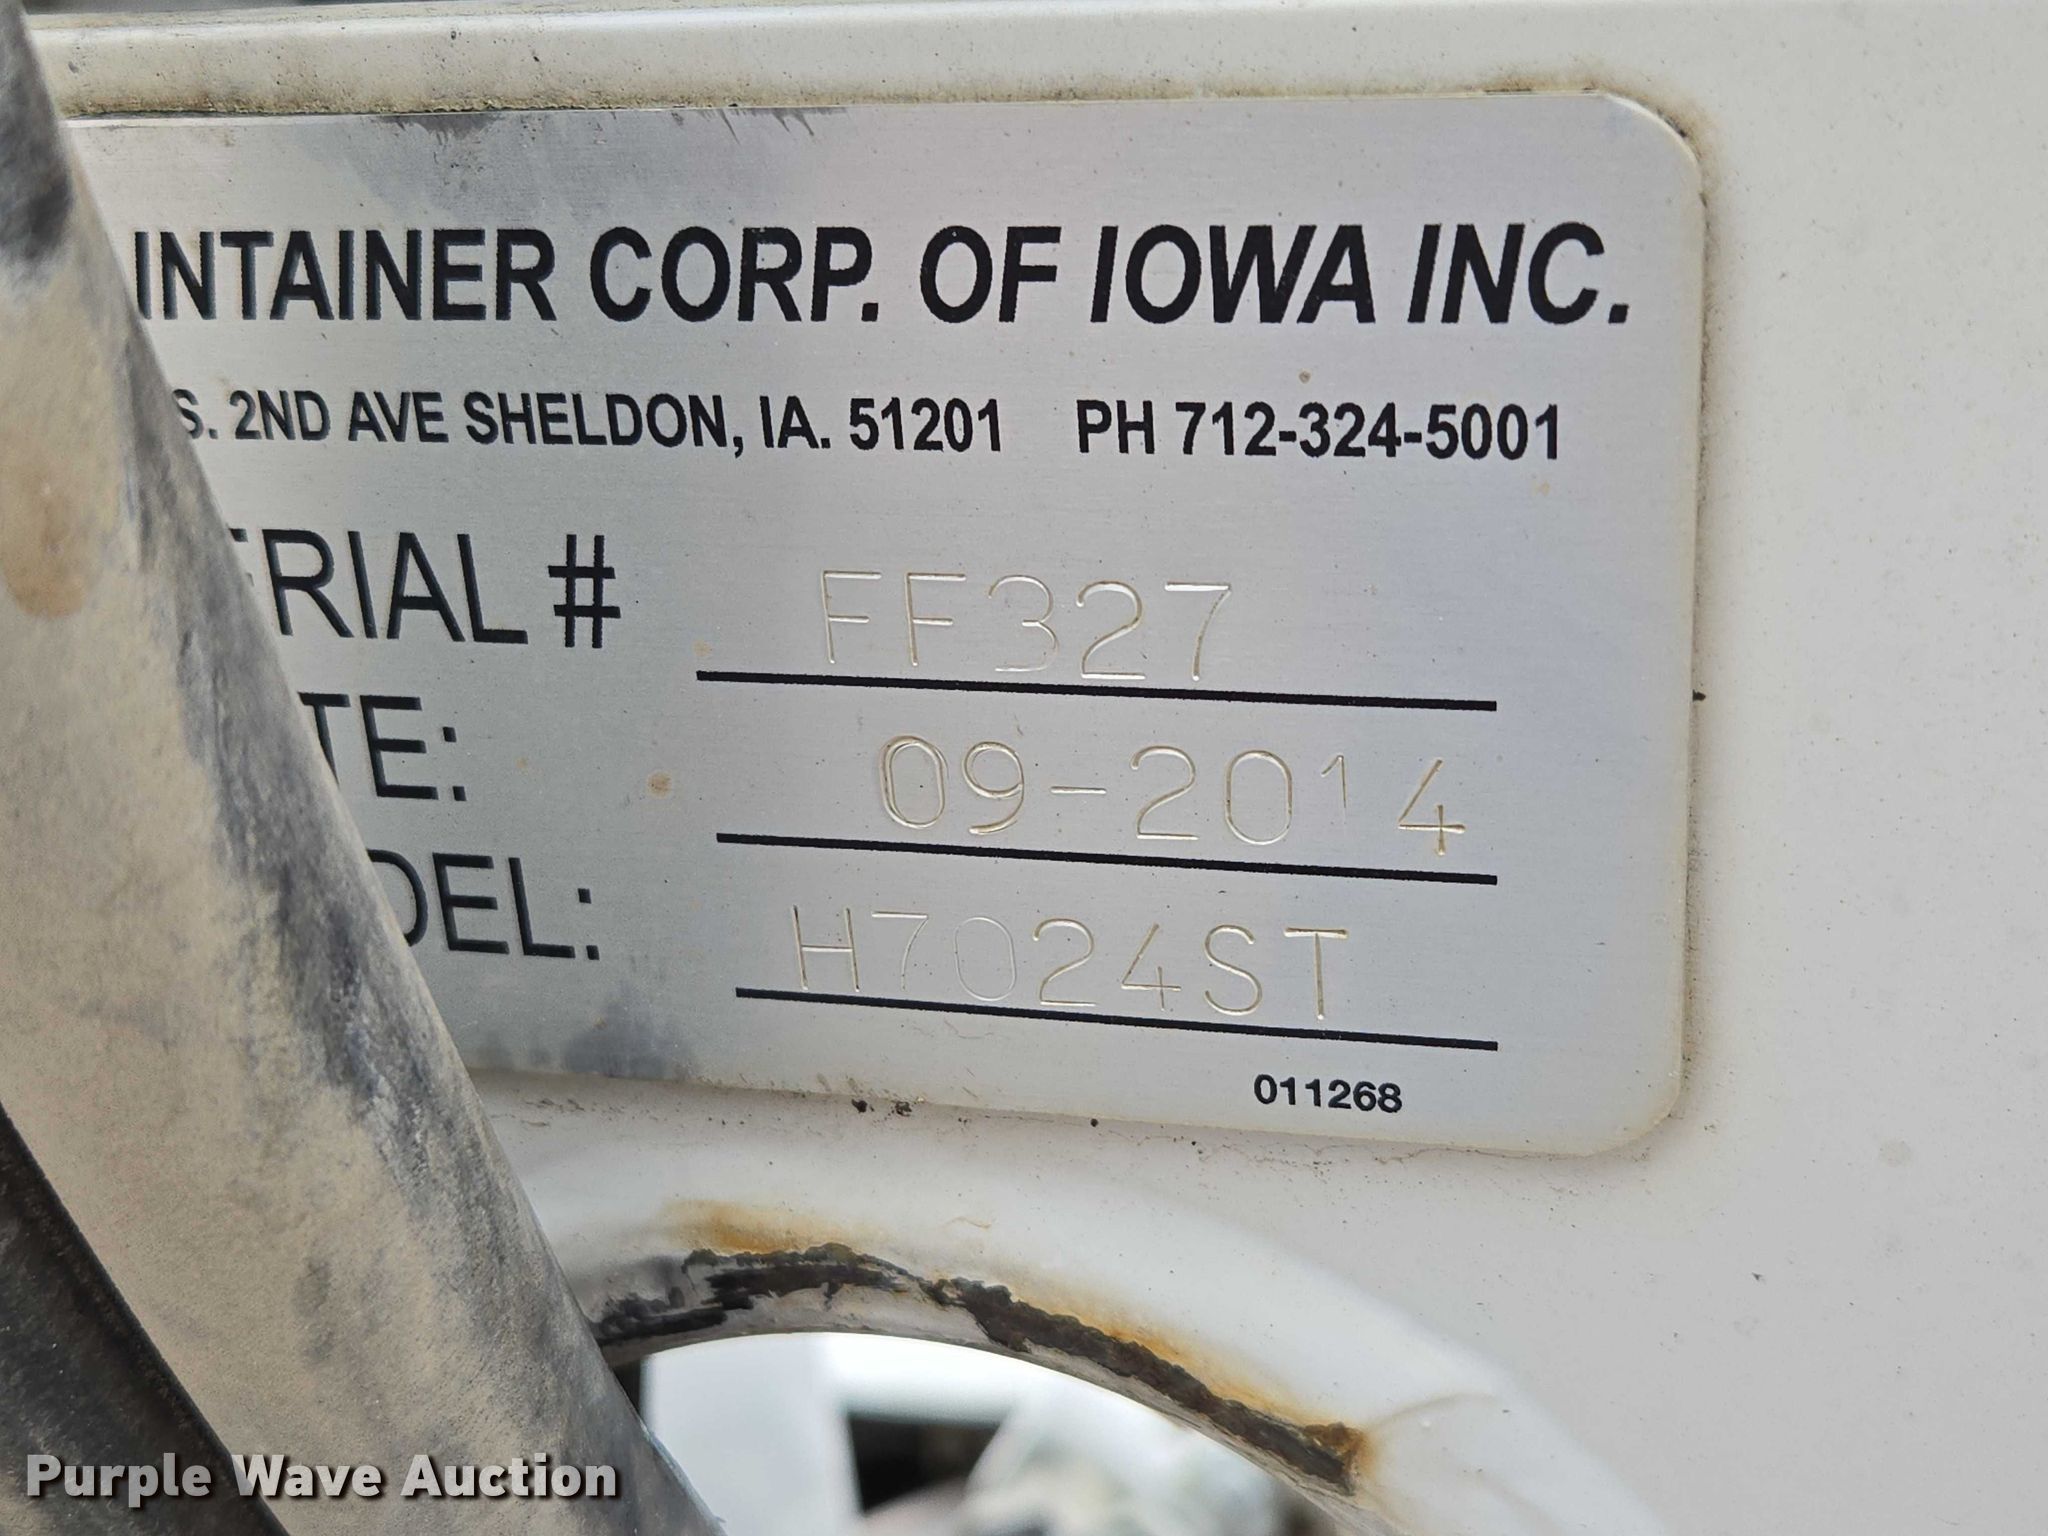 INTAINER CORP. OF IOWA INC.
S. 2ND AVE SHELDON, IA. 51201 PH 712-324-5001
ERIAL # FF327
TE: 09-2014
DEL: H7024ST
011268
Purple Wave Auction